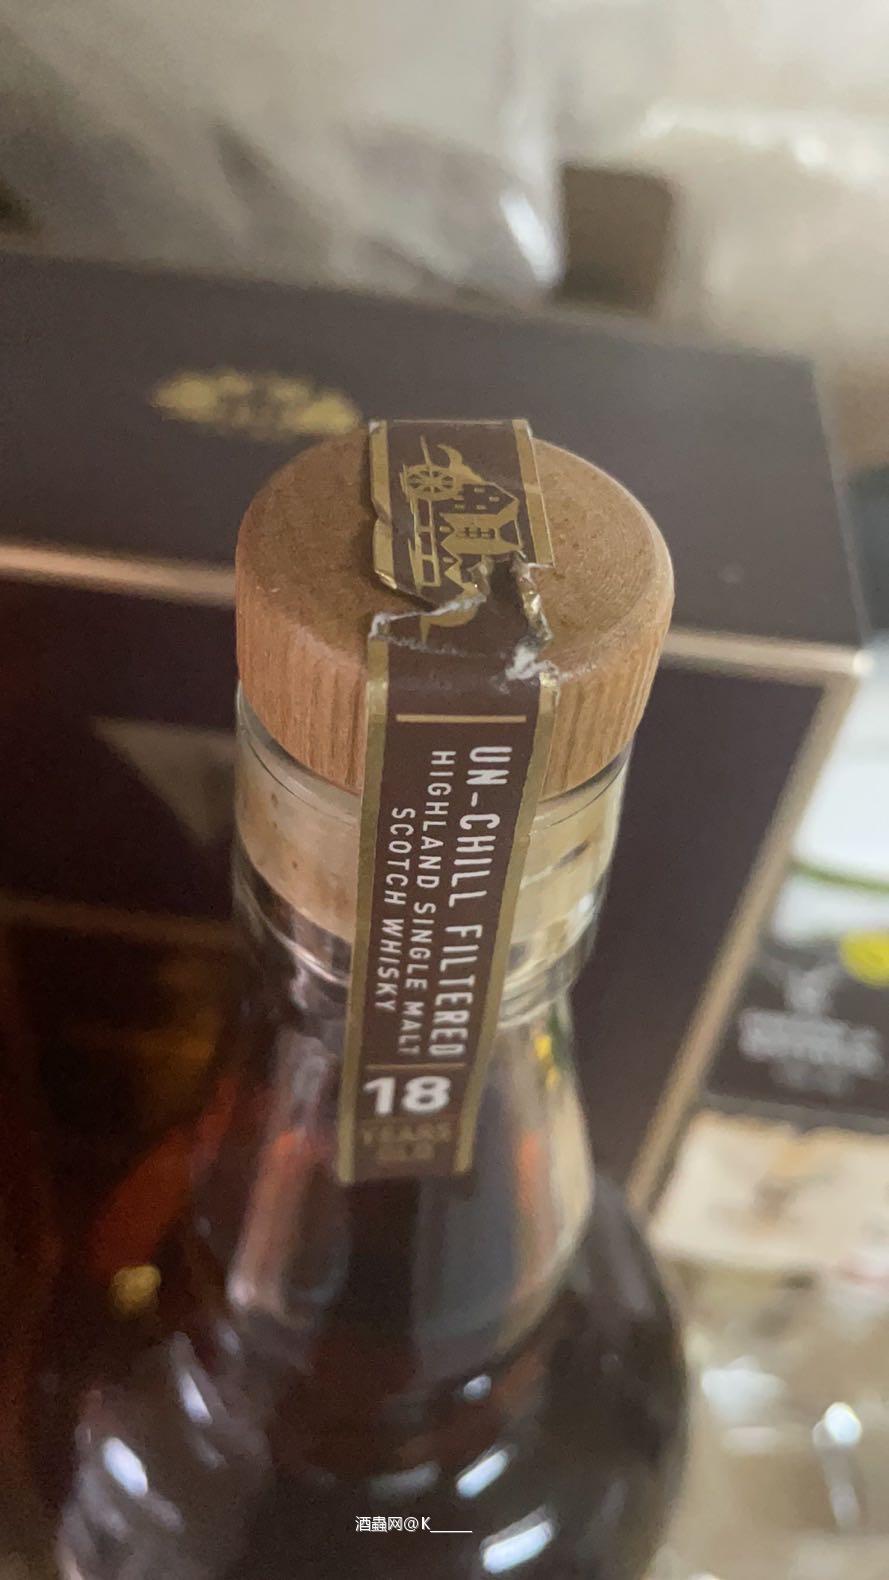 UN-CHILL FILTERED
HIGHLAND SINGLE MALT
SCOTCH WHISKY
18
YEARS
OLD
酒蟲网@K_____